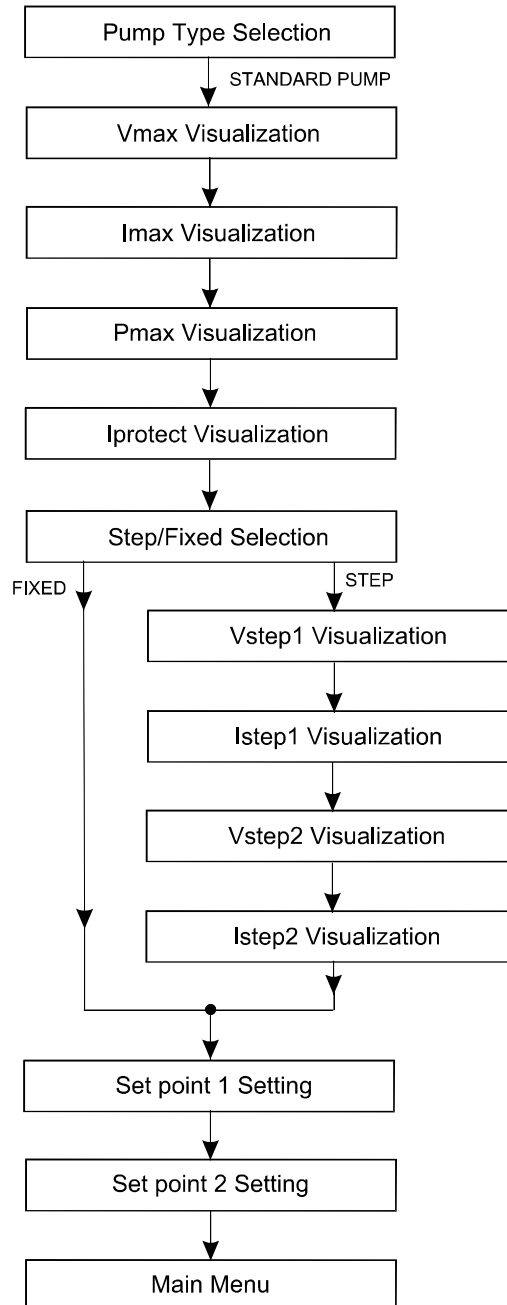 Pump Type Selection
STANDARD PUMP
Vmax Visualization
Imax Visualization
Pmax Visualization
Iprotect Visualization
Step/Fixed Selection
FIXED
STEP
Vstep1 Visualization
Istep1 Visualization
Vstep2 Visualization
Istep2 Visualization
Set point 1 Setting
Set point 2 Setting
Main Menu